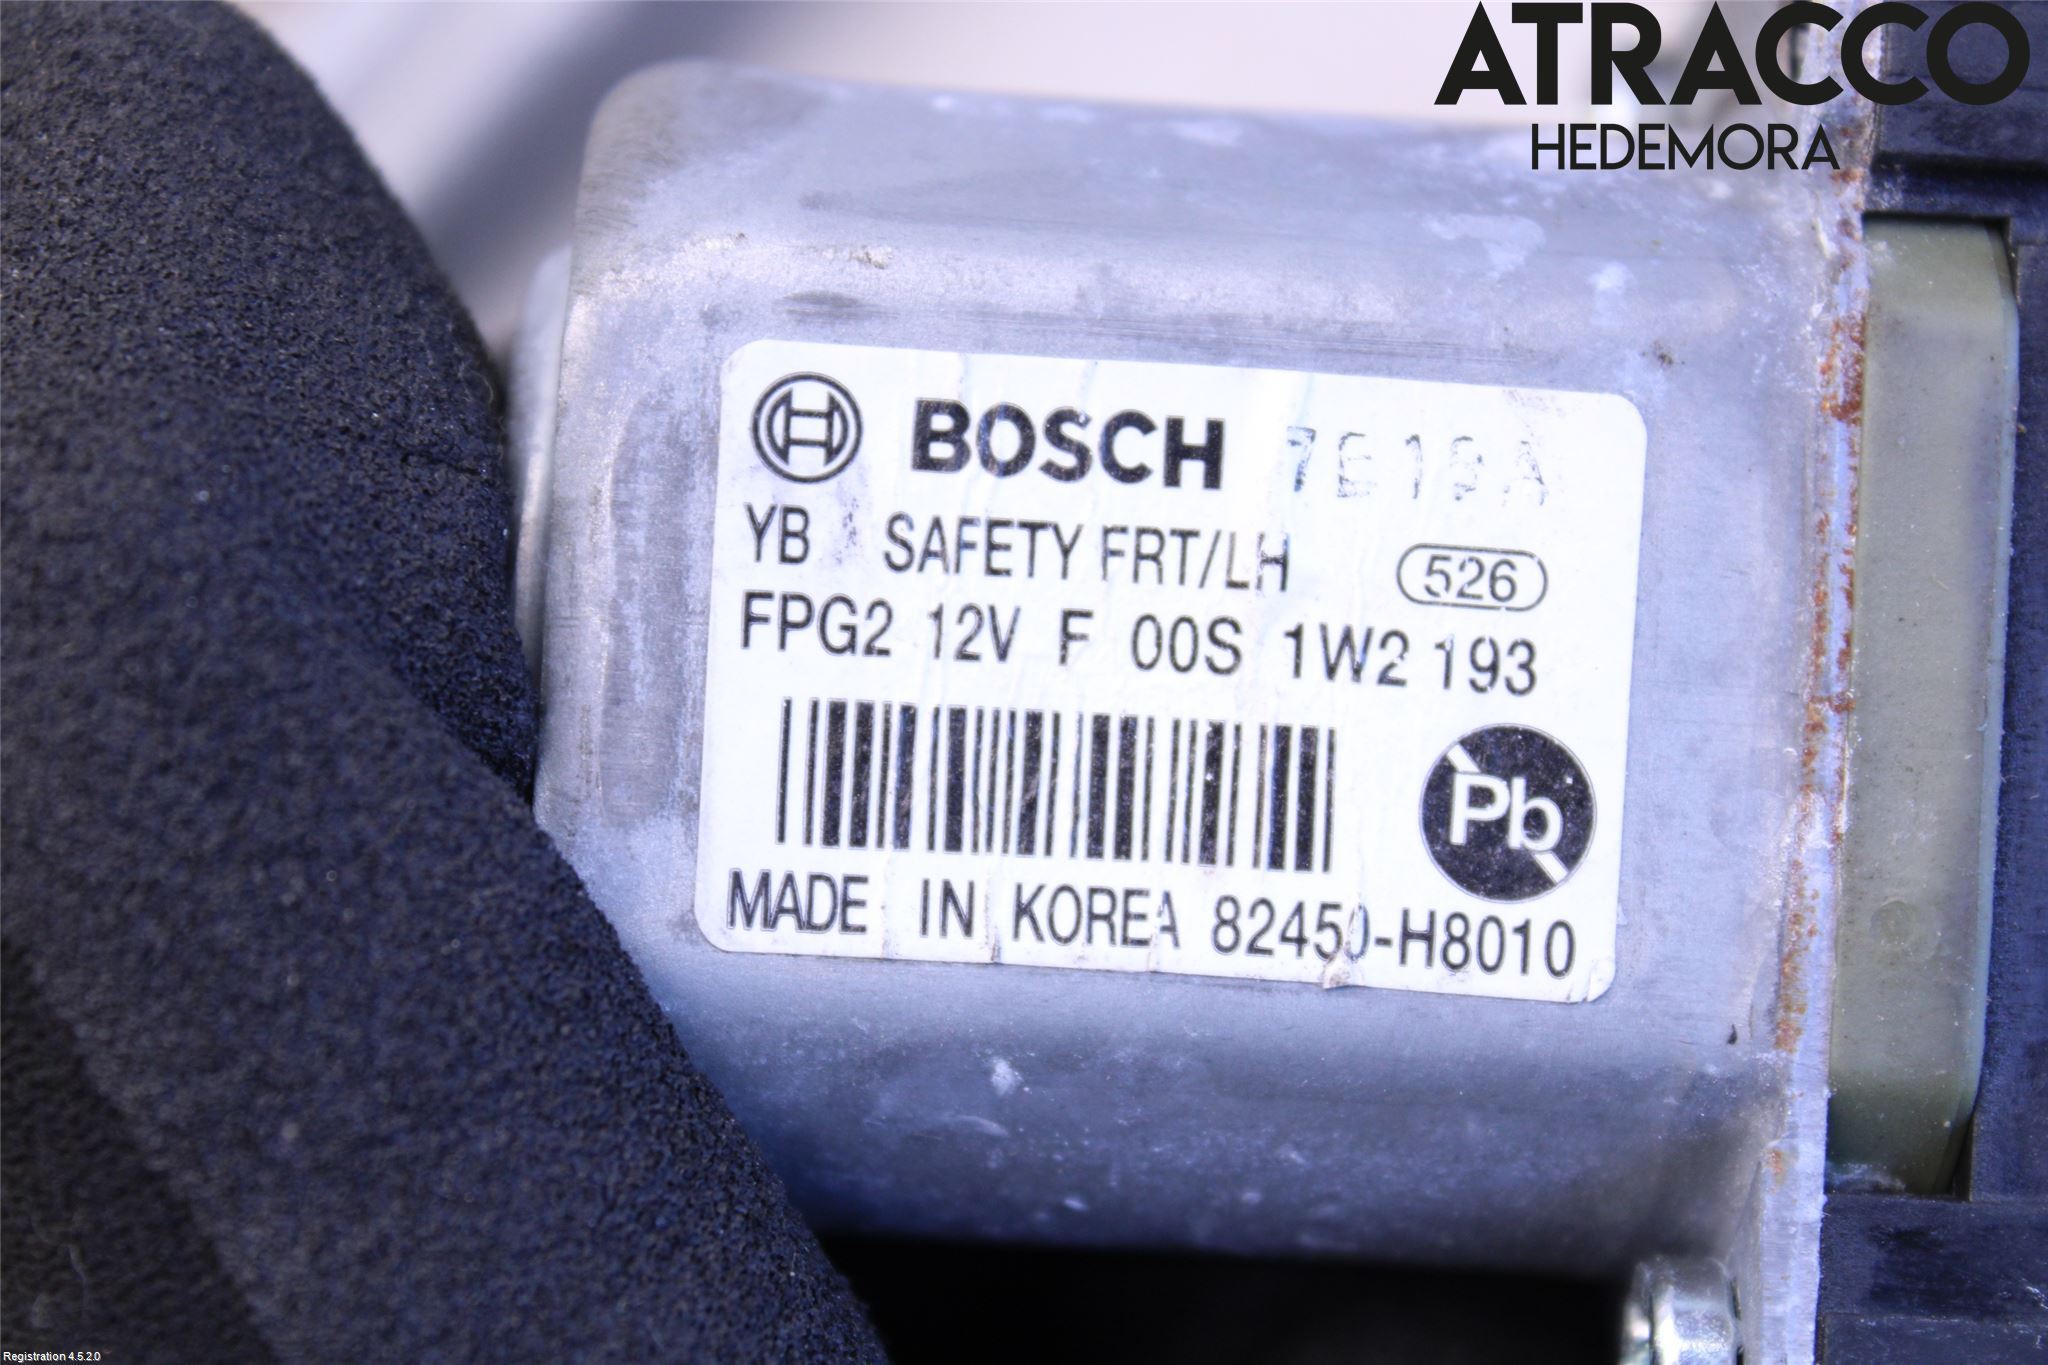 ATRACCO
HEDEMORA
BOSCH 7E19A
YB SAFETY FRT/LH 526
FPG2 12V F 00S 1W2 193
Pb
MADE IN KOREA 82450-H8010
Registration 4.5.2.0